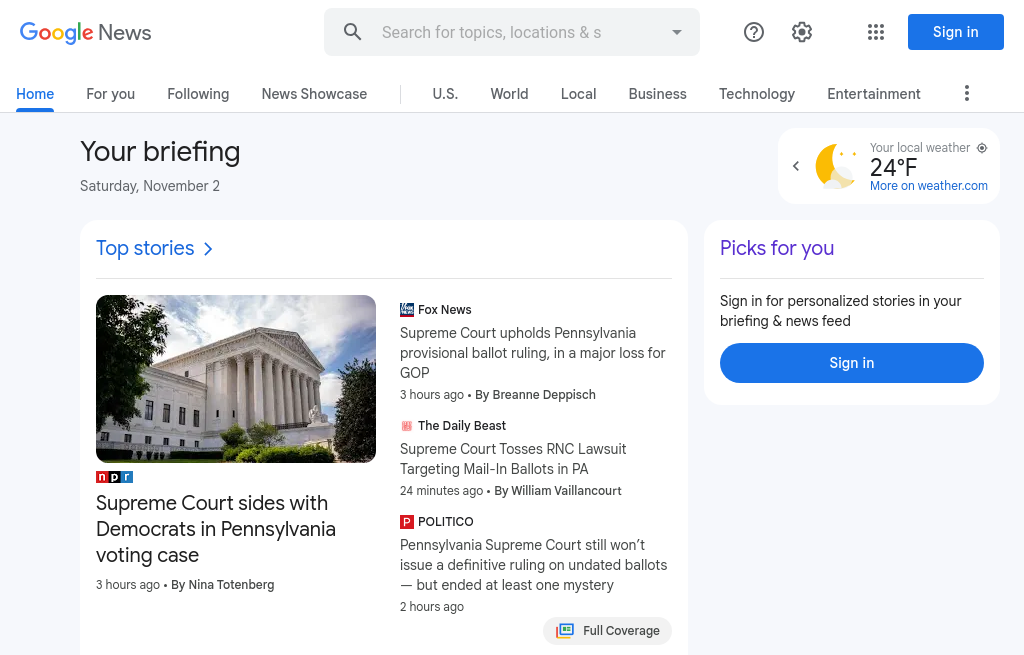 Google News
Search for topics, locations & s
Sign in
Home
For you
Following
News Showcase
U.S.
World
Local
Business
Technology
Entertainment
Your briefing
Saturday, November 2
Your local weather
24°F
More on weather.com
Top stories
npr
Supreme Court sides with
Democrats in Pennsylvania
voting case
3 hours ago • By Nina Totenberg
FOX NEWS
Fox News
Supreme Court upholds Pennsylvania
provisional ballot ruling, in a major loss for
GOP
3 hours ago • By Breanne Deppisch
The Daily Beast
Supreme Court Tosses RNC Lawsuit
Targeting Mail-In Ballots in PA
24 minutes ago • By William Vaillancourt
P POLITICO
Pennsylvania Supreme Court still won’t
issue a definitive ruling on undated ballots
— but ended at least one mystery
2 hours ago
Full Coverage
Picks for you
Sign in for personalized stories in your
briefing & news feed
Sign in